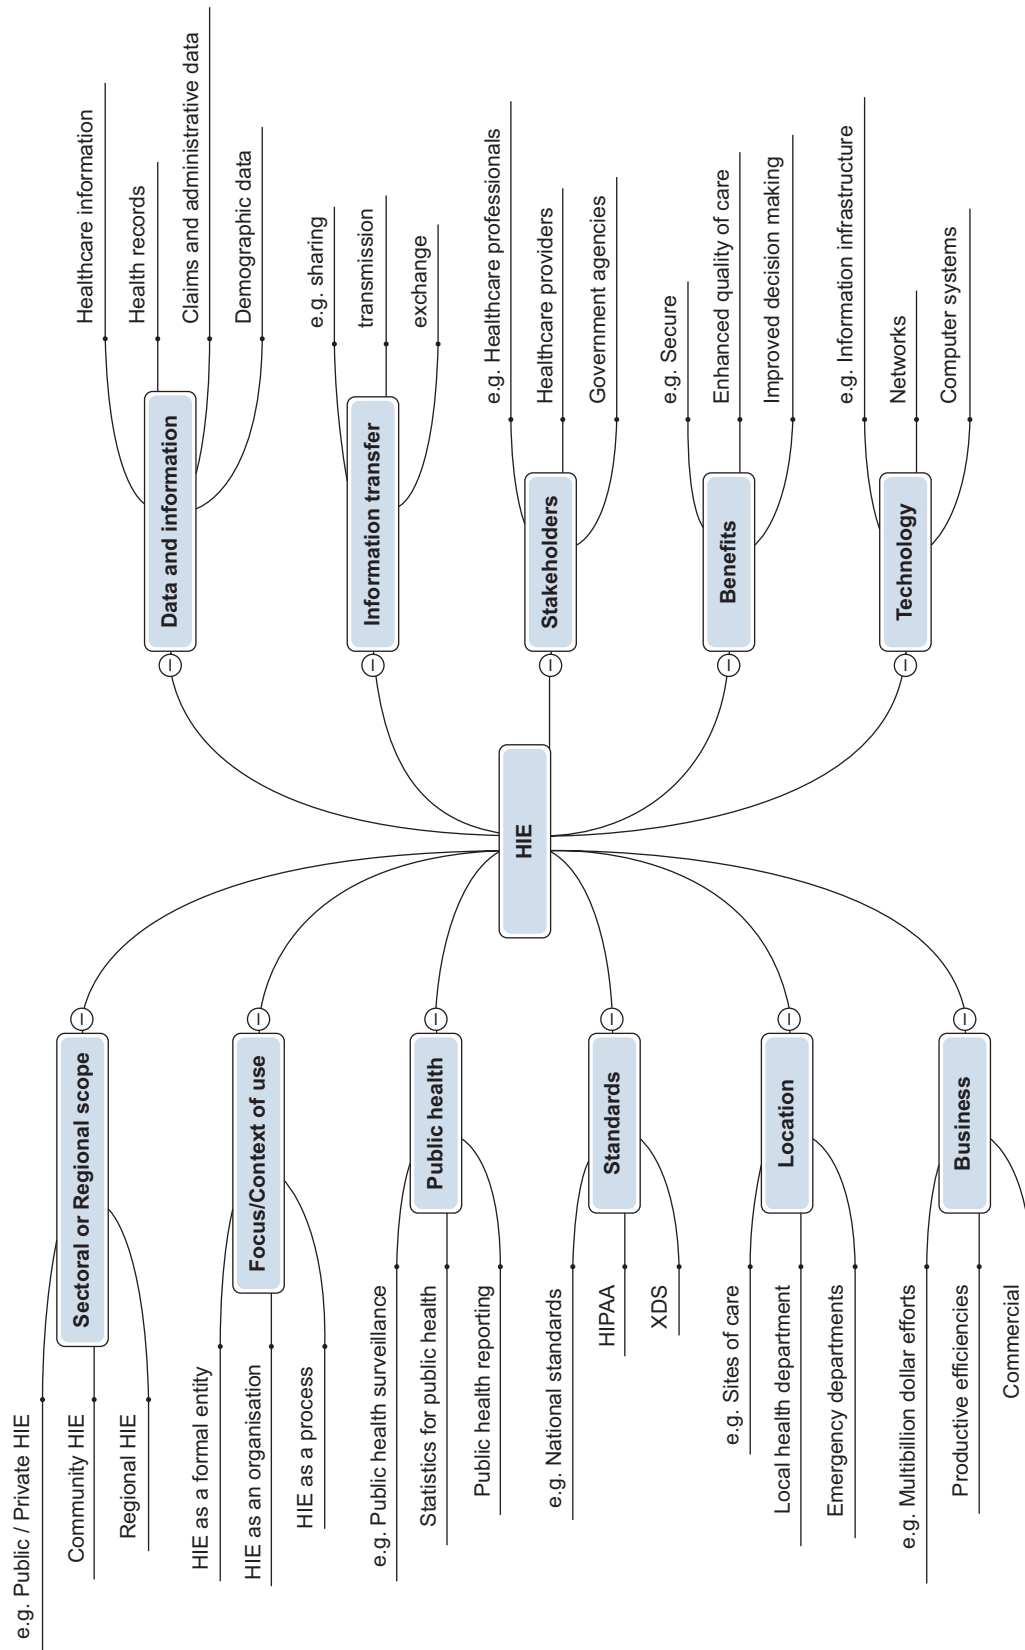 HIE
Sectoral or Regional scope
e.g. Public / Private HIE
Community HIE
Regional HIE
Focus/Context of use
HIE as a formal entity
HIE as an organisation
HIE as a process
Public health
e.g. Public health surveillance
Statistics for public health
Public health reporting
Standards
e.g. National standards
HIPAA
XDS
Location
e.g. Sites of care
Local health department
Emergency departments
Business
e.g. Multibillion dollar efforts
Productive efficiencies
Commercial
Data and information
Healthcare information
Health records
Claims and administrative data
Demographic data
Information transfer
e.g. sharing
transmission
exchange
Stakeholders
e.g. Healthcare professionals
Healthcare providers
Government agencies
Benefits
e.g. Secure
Enhanced quality of care
Improved decision making
Technology
e.g. Information infrastructure
Networks
Computer systems